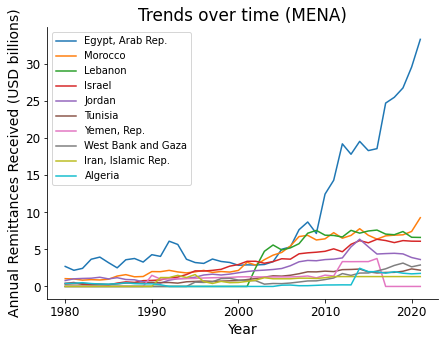 Trends over time (MENA)
Annual Remittances Received (USD billions)
30
25
20
15
10
5
0
Egypt, Arab Rep.
Morocco
Lebanon
Israel
Jordan
Tunisia
Yemen, Rep.
West Bank and Gaza
Iran, Islamic Rep.
Algeria
1980 1990 2000 2010 2020
Year